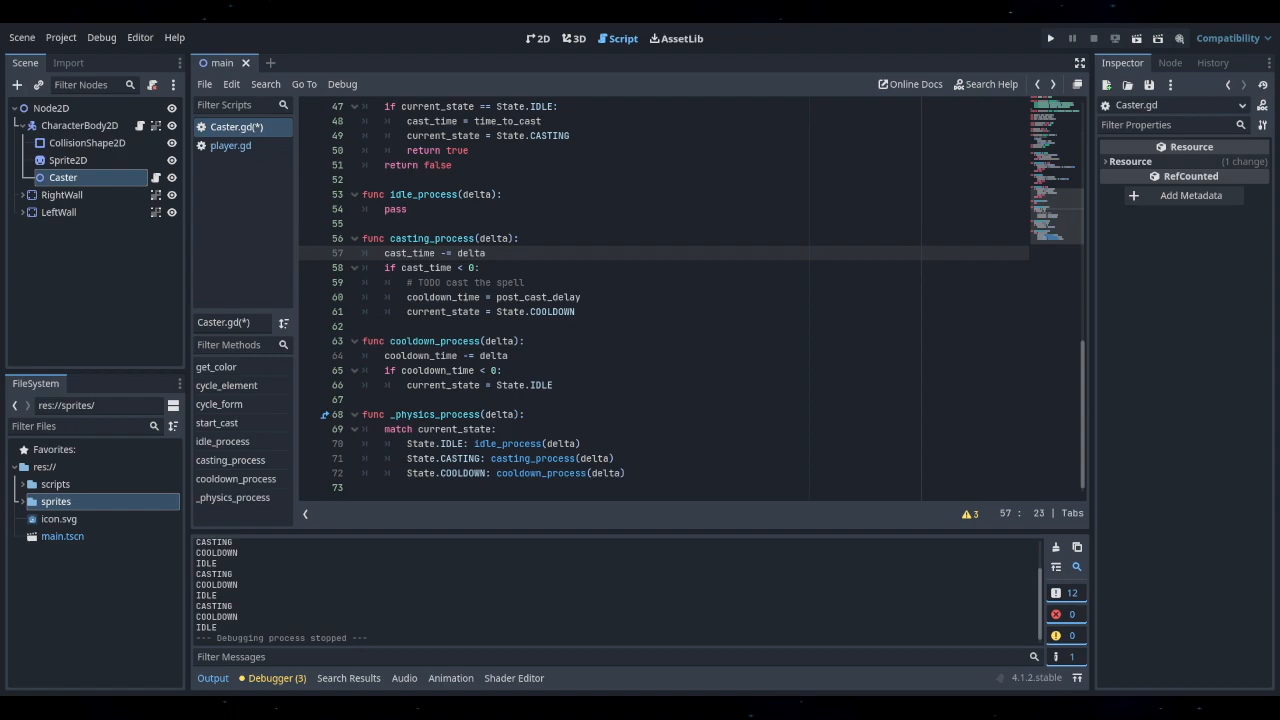 Scene Project Debug Editor Help
2D 3D Script AssetLib
Compatibility
Scene Import
Filter Nodes
Node2D
CharacterBody2D
CollisionShape2D
Sprite2D
Caster
RightWall
LeftWall
FileSystem
res://sprites/
Filter Files
Favorites:
res://
scripts
sprites
icon.svg
main.tscn
main
File Edit Search Go To Debug
Online Docs Search Help
Filter Scripts
Caster.gd(*)
player.gd
Caster.gd(*)
Filter Methods
get_color
cycle_element
cycle_form
start_cast
idle_process
casting_process
cooldown_process
_physics_process
47 if current_state == State.IDLE:
48 cast_time = time_to_cast
49 current_state = State.CASTING
50 return true
51 return false
52
53 func idle_process(delta):
54 pass
55
56 func casting_process(delta):
57 cast_time -= delta
58 if cast_time < 0:
59 # TODO cast the spell
60 cooldown_time = post_cast_delay
61 current_state = State.COOLDOWN
62
63 func cooldown_process(delta):
64 cooldown_time -= delta
65 if cooldown_time < 0:
66 current_state = State.IDLE
67
68 func _physics_process(delta):
69 match current_state:
70 State.IDLE: idle_process(delta)
71 State.CASTING: casting_process(delta)
72 State.COOLDOWN: cooldown_process(delta)
73
3 57 : 23 | Tabs
CASTING
COOLDOWN
IDLE
CASTING
COOLDOWN
IDLE
CASTING
COOLDOWN
IDLE
--- Debugging process stopped ---
Filter Messages
12
0
0
1
Output Debugger (3) Search Results Audio Animation Shader Editor
4.1.2.stable
Inspector Node History
Caster.gd
Filter Properties
Resource
Resource (1 change)
RefCounted
Add Metadata